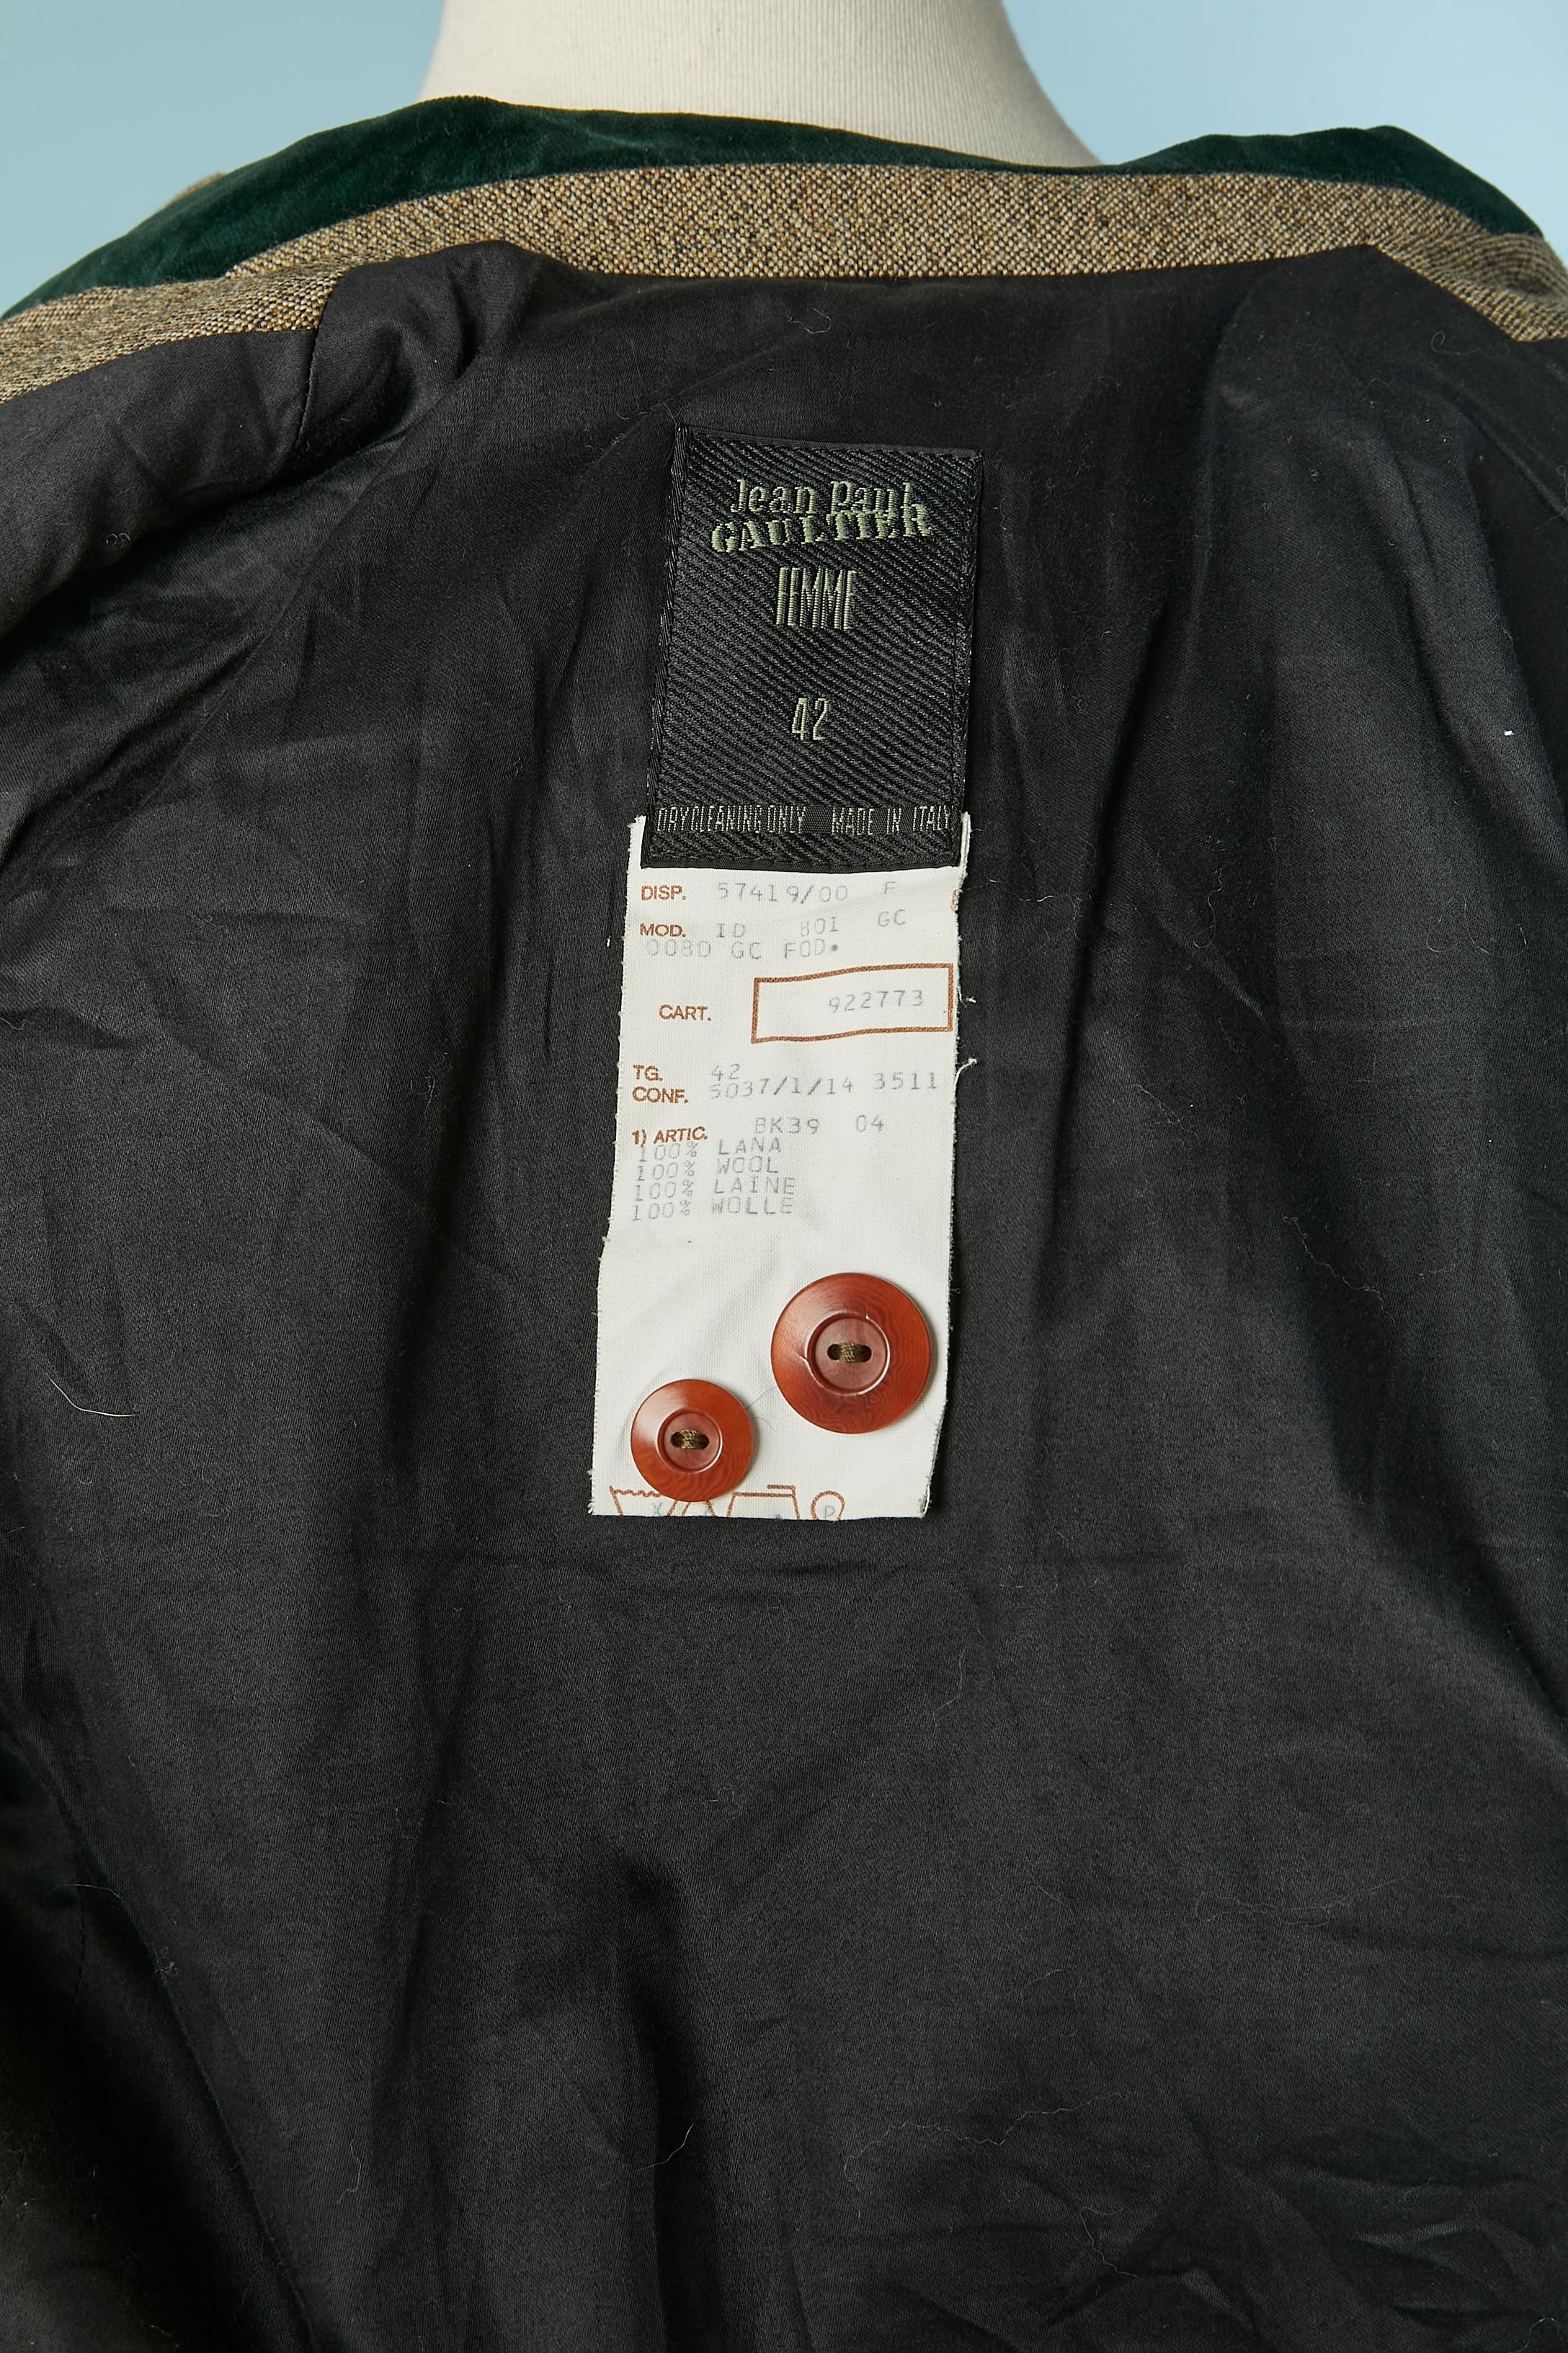 Jean Paul
GAULTIER
FEMME
42
DRYCLEANING ONLY MADE IN ITALY
DISP. 57419/00 F
MOD. ID 801 GC
008D GC FOD.
CART. 922773
TG. 42
CONF. 5037/1/14 3511
1) ARTIC. BK39 04
100% LANA
100% WOOL
100% LAINE
100% WOLLE
P